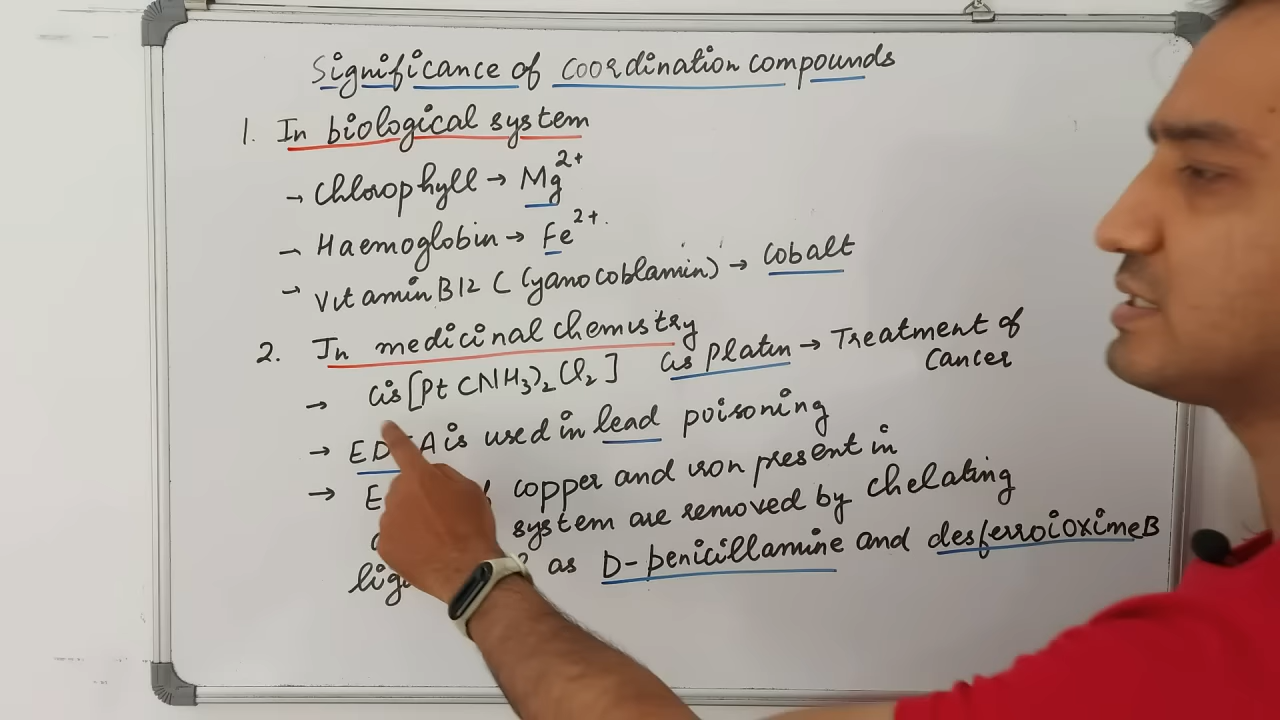 Significance of coordination compounds
1. In biological system
→ Chlorophyll → Mg²⁺
→ Haemoglobin → Fe²⁺
→ Vitamin B12 (Cyanocoblamin) → Cobalt
2. In medicinal chemistry
→ cis [Pt (NH₃)₂ Cl₂] cis platin → Treatment of
Cancer
→ EDTA is used in lead poisoning
→ copper and iron present in
system are removed by chelating
as D-penicillamine and desferroioximeB